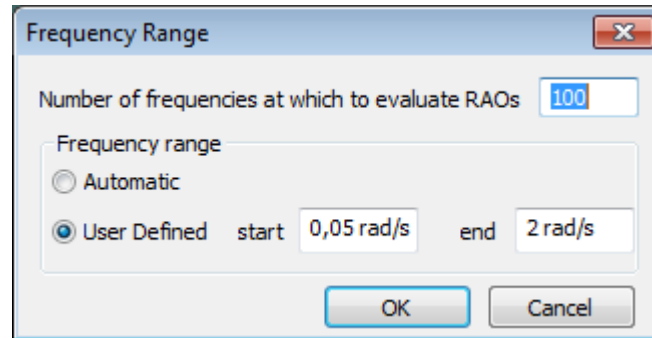 Frequency Range
Number of frequencies at which to evaluate RAOs 100
Frequency range
Automatic
User Defined start 0,05 rad/s end 2 rad/s
OK Cancel